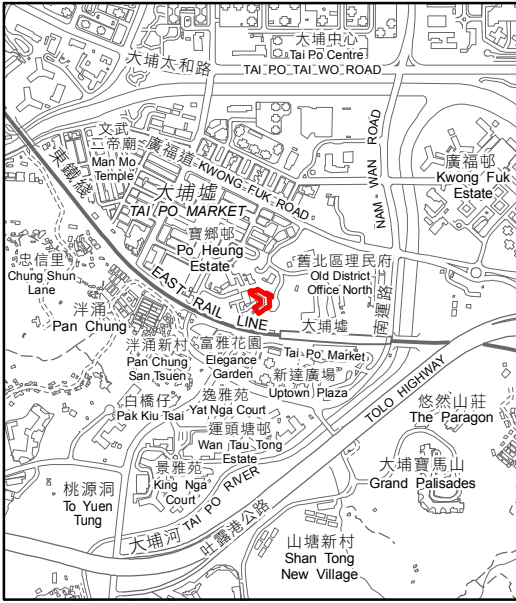 大埔中心
Tai Po Centre
大埔太和路
TAI PO TAI WO ROAD
文武
帝廟
Man Mo
Temple
東鐵綫
廣福道 KWONG FUK ROAD
NAM WAN ROAD
廣福邨
Kwong Fuk
Estate
大埔墟
TAI PO MARKET
寶鄉邨
Po Heung
Estate
忠信里
Chung Shun
Lane
泮涌
Pan Chung
EAST RAIL LINE
舊北區理民府
Old District
Office North
南運路
大埔墟
Tai Po Market
泮涌新村
Pan Chung
San Tsuen
富雅花園
Elegance
Garden
新達廣場
Uptown Plaza
TOLO HIGHWAY
白橋仔
Pak Kiu Tsai
逸雅苑
Yat Nga Court
悠然山莊
The Paragon
運頭塘邨
Wan Tau Tong
Estate
景雅苑
King Nga
Court
大埔寶馬山
Grand Palisades
桃源洞
To Yuen
Tung
大埔河 TAI PO RIVER
吐露港公路
山塘新村
Shan Tong
New Village